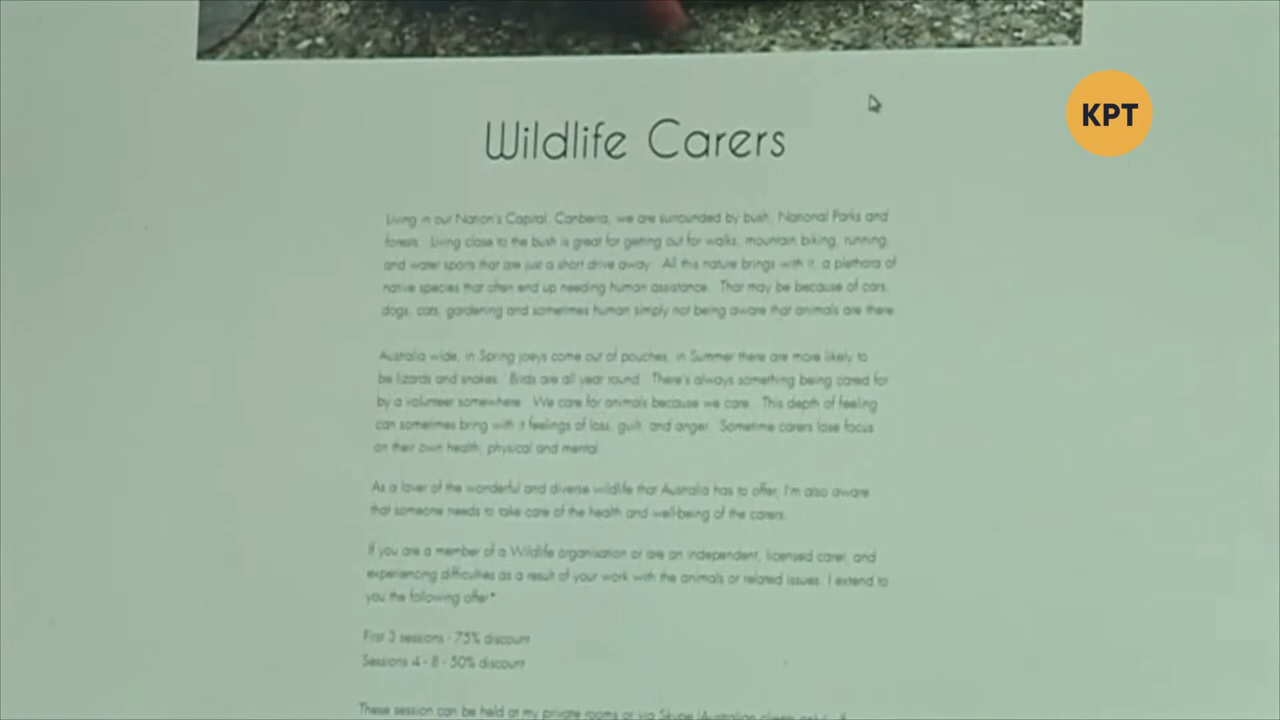 КРТ
Wildlife Carers
Living in our Nation's Capital, Canberra, we are surrounded by bush, National Parks and
forests. Living close to the bush is great for getting out for walks, mountain biking, running,
and water sports that are just a short drive away. All this nature brings with it, a plethora of
native species that often end up needing human assistance. That may be because of cars,
dogs, cats, gardening and sometimes human simply not being aware that animals are there.
Australia wide, in Spring joeys come out of pouches, in Summer there are more likely to
be lizards and snakes. Birds are all year round. There's always something being cared for
by a volunteer somewhere. We care for animals because we care. This depth of feeling
can sometimes bring with it feelings of loss, guilt, and anger. Sometime carers lose focus
on their own health, physical and mental.
As a lover of the wonderful and diverse wildlife that Australia has to offer, I'm also aware
that someone needs to take care of the health and well-being of the carers.
If you are a member of a Wildlife organisation or are an independent, licensed carer, and
experiencing difficulties as a result of your work with the animals or related issues, I extend to
you the following offer*
First 3 sessions - 75% discount
Sessions 4 - 8 - 50% discount
These session can be held at my private rooms or via Skype (Australian clients only). If